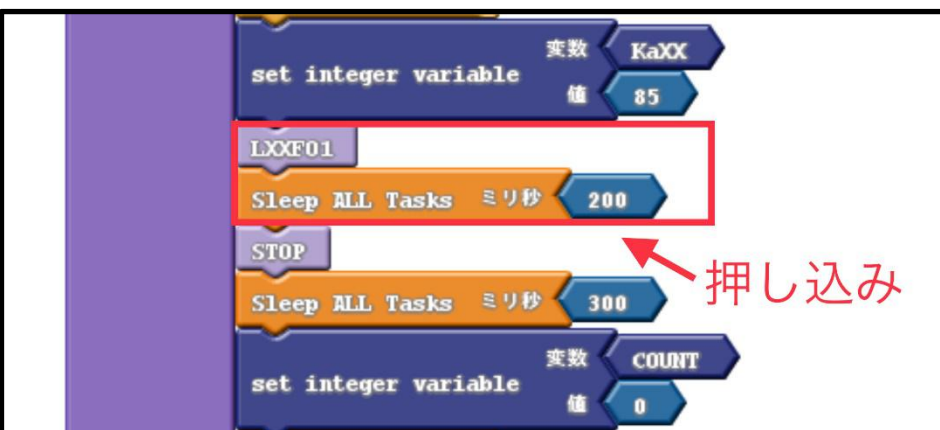 変数 KaXX
set integer variable
値 85
LXXF01
Sleep ALL Tasks ミリ秒 200
STOP
押し込み
Sleep ALL Tasks ミリ秒 300
変数 COUNT
set integer variable
値 0